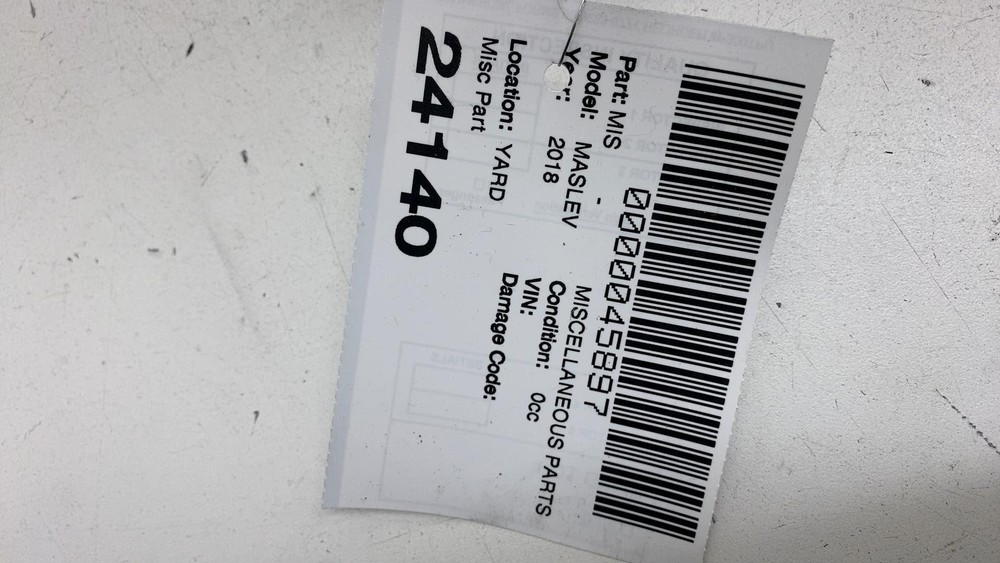 0000045897
Part: MIS - MISCELLANEOUS PARTS
Model: MASLEV Condition: 0cc
Year: 2018 VIN:
Location: YARD Damage Code:
Misc Part
24140